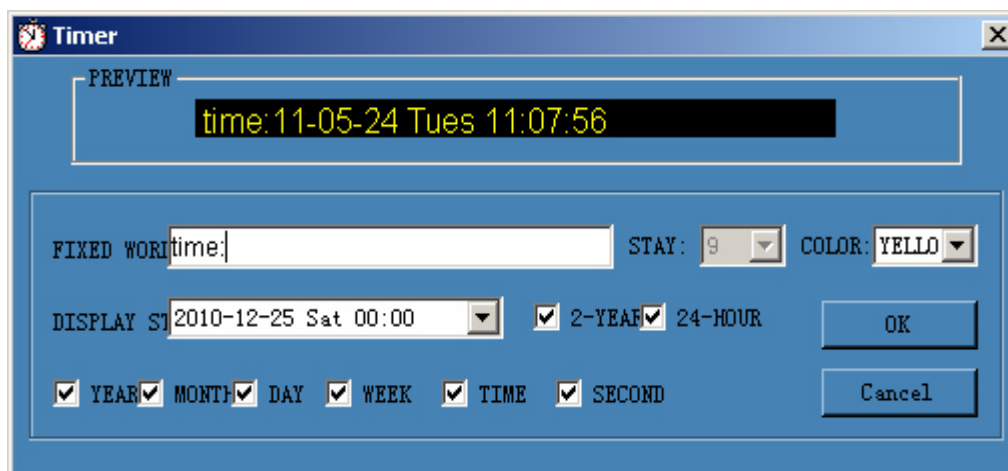 Timer
PREVIEW
time:11-05-24 Tues 11:07:56
FIXED WORD time: STAY: 9 COLOR: YELLO
DISPLAY ST 2010-12-25 Sat 00:00 2-YEAR 24-HOUR OK
YEAR MONTH DAY WEEK TIME SECOND Cancel